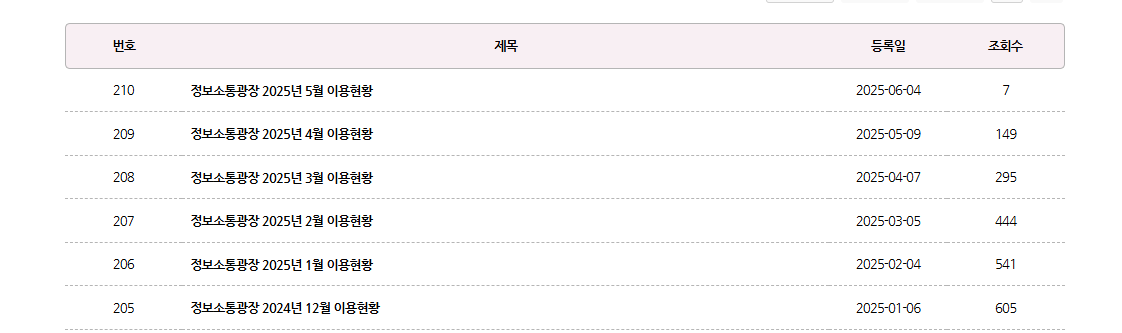 번호 제목 등록일 조회수
210 정보소통광장 2025년 5월 이용현황 2025-06-04 7
209 정보소통광장 2025년 4월 이용현황 2025-05-09 149
208 정보소통광장 2025년 3월 이용현황 2025-04-07 295
207 정보소통광장 2025년 2월 이용현황 2025-03-05 444
206 정보소통광장 2025년 1월 이용현황 2025-02-04 541
205 정보소통광장 2024년 12월 이용현황 2025-01-06 605